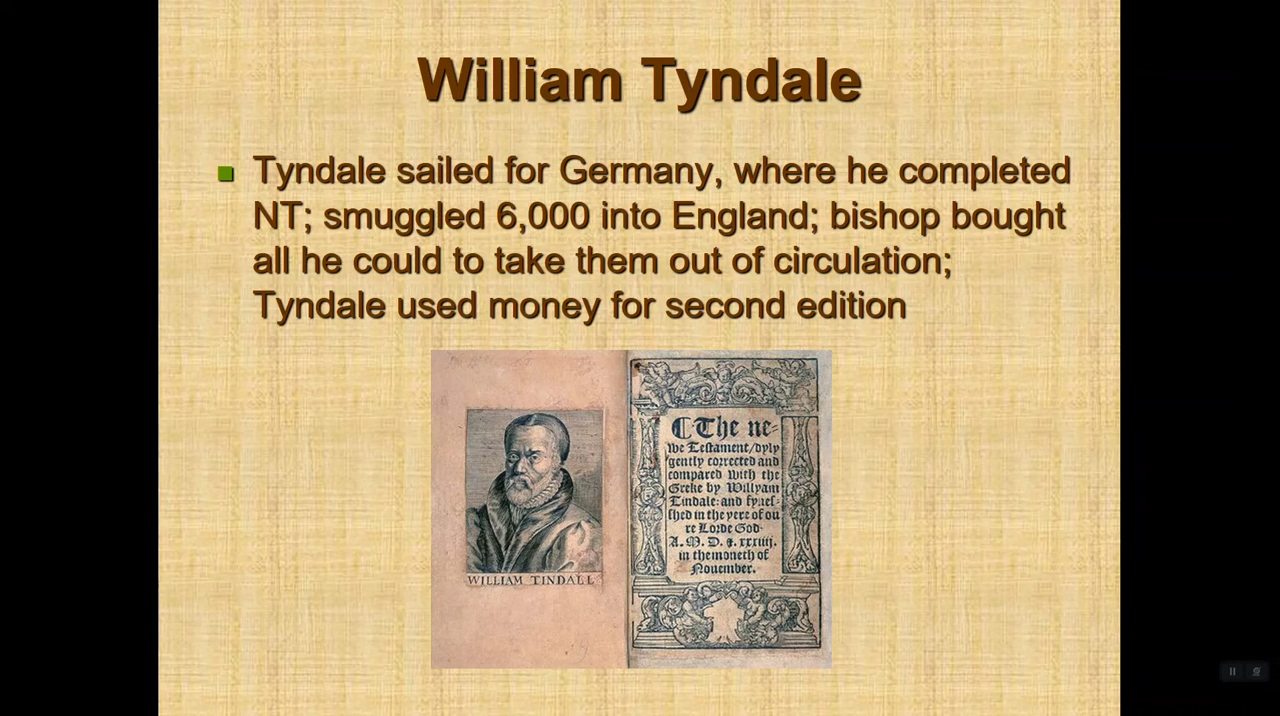 William Tyndale
Tyndale sailed for Germany, where he completed
NT; smuggled 6,000 into England; bishop bought
all he could to take them out of circulation;
Tyndale used money for second edition
WILLIAM TINDALL
¶The ne=
we Testament/dyly
gently corrected and
compared with the
Greke by Willyam
Tindale: and fynes=
shed in the yere of ou
re Lorde God.
A. M. D. & xxxiiij.
in the moneth of
Nouember.